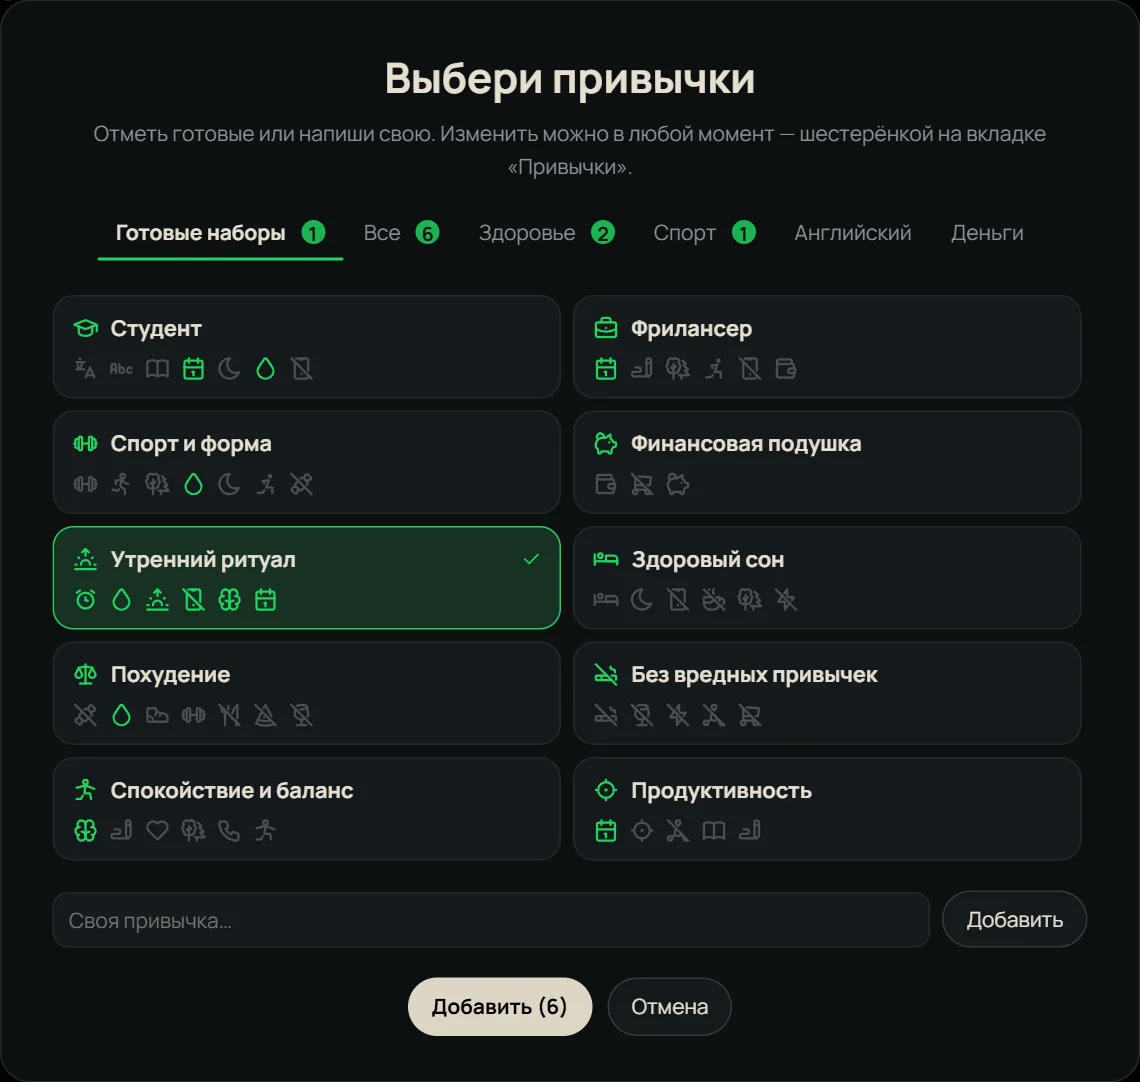 Выбери привычки
Отметь готовые или напиши свою. Изменить можно в любой момент — шестерёнкой на вкладке
«Привычки».
Готовые наборы 1 Все 6 Здоровье 2 Спорт 1 Английский Деньги
Студент
Abc
Фрилансер
Спорт и форма
Финансовая подушка
Утренний ритуал
Здоровый сон
Похудение
Без вредных привычек
Спокойствие и баланс
Продуктивность
Своя привычка...
Добавить
Добавить (6)
Отмена